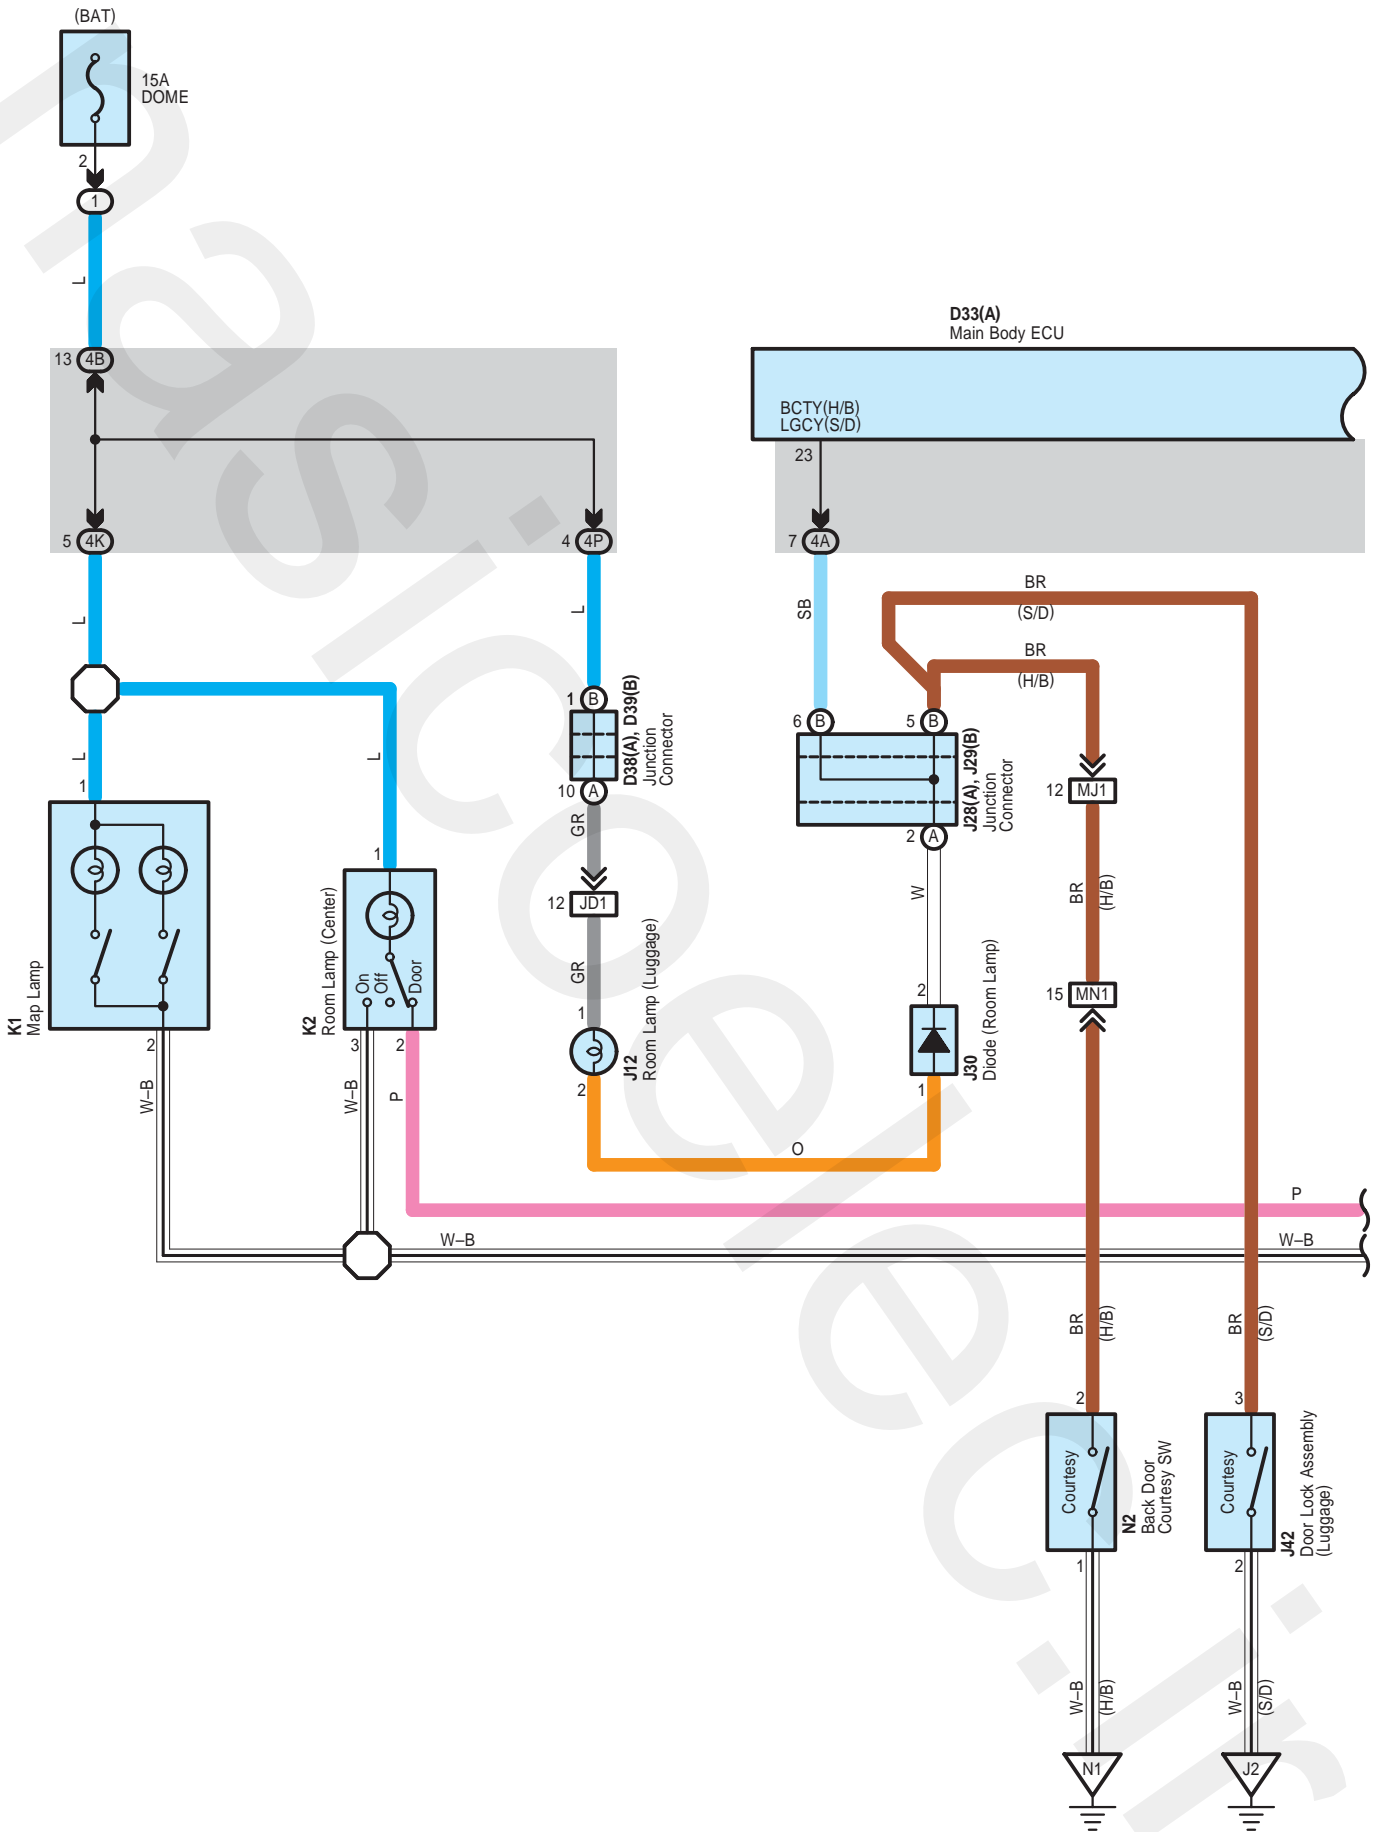 (BAT)
15A
DOME
2
1
L
13
4B
5
4K
4
4P
D33(A)
Main Body ECU
BCTY(H/B)
LGCY(S/D)
23
7
4A
L
L
SB
BR
(S/D)
BR
(H/B)
1
B
D38(A), D39(B)
Junction
Connector
10
A
6
B
5
B
J28(A), J29(B)
Junction
Connector
2
A
L
1
L
1
GR
12
JD1
GR
W
12
MJ1
BR
(H/B)
15
MN1
K1
Map Lamp
2
K2
Room Lamp (Center)
On
Off
Door
3
2
1
J12
Room Lamp (Luggage)
2
2
J30
Diode (Room Lamp)
1
W–B
W–B
P
O
P
W–B
W–B
BR
(H/B)
BR
(S/D)
2
Courtesy
N2
Back Door
Courtesy SW
1
3
Courtesy
J42
Door Lock Assembly
(Luggage)
2
W–B
(H/B)
W–B
(S/D)
N1
J2
nasicoelec.ir